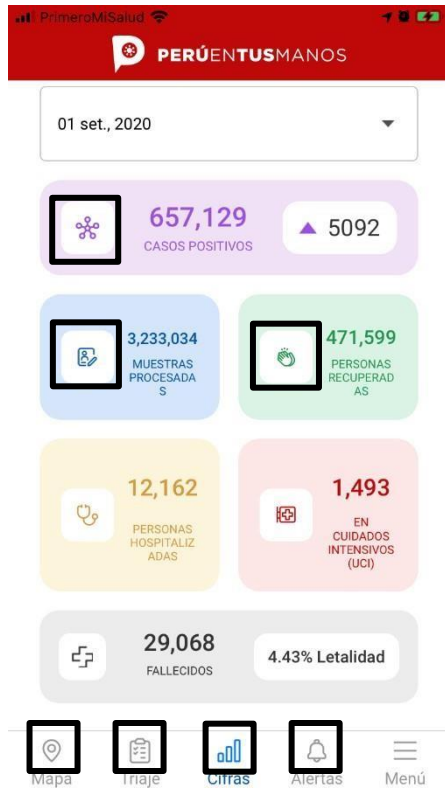 PrimeroMiSalud
PERÚENTUSMANOS
01 set., 2020
657,129
CASOS POSITIVOS
5092
3,233,034
MUESTRAS
PROCESADA
S
471,599
PERSONAS
RECUPERAD
AS
12,162
PERSONAS
HOSPITALIZ
ADAS
1,493
EN
CUIDADOS
INTENSIVOS
(UCI)
29,068
FALLECIDOS
4.43% Letalidad
Mapa
Triaje
Cifras
Alertas
Menú